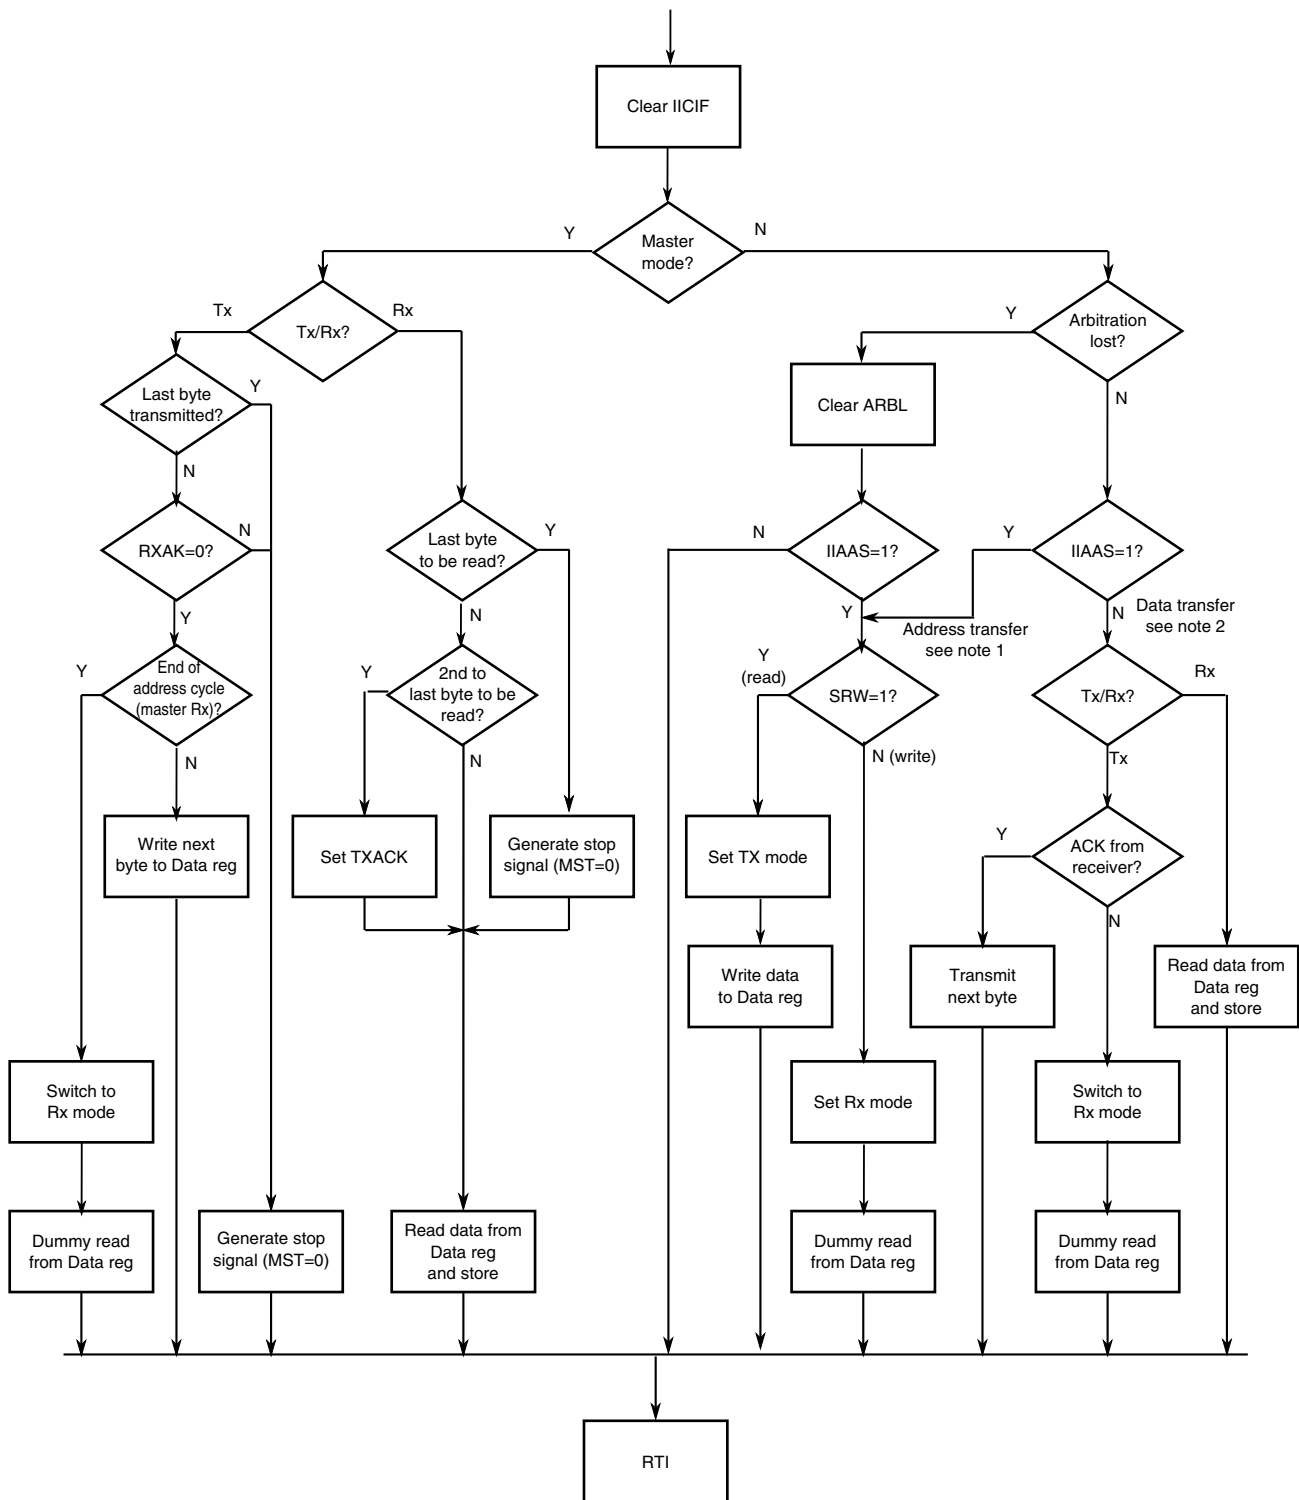 Clear IICIF
Y
Master
mode?
N
Tx
Tx/Rx?
Rx
Y
Arbitration
lost?
Last byte
transmitted?
Y
Clear ARBL
N
N
RXAK=0?
N
Last byte
to be read?
Y
N
IIAAS=1?
Y
IIAAS=1?
Y
N
Y
Address transfer
see note 1
N
Data transfer
see note 2
Y
End of
address cycle
(master Rx)?
Y
2nd to
last byte to be
read?
Y
(read)
SRW=1?
Tx/Rx?
Rx
N
N
N (write)
Tx
Write next
byte to Data reg
Set TXACK
Generate stop
signal (MST=0)
Set TX mode
Y
ACK from
receiver?
N
Write data
to Data reg
Transmit
next byte
Read data from
Data reg
and store
Switch to
Rx mode
Set Rx mode
Switch to
Rx mode
Dummy read
from Data reg
Generate stop
signal (MST=0)
Read data from
Data reg
and store
Dummy read
from Data reg
Dummy read
from Data reg
RTI